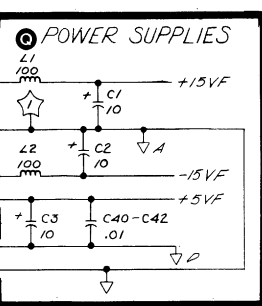 Q POWER SUPPLIES
L1
100
+15VF
1
+ C1
10
A
L2
100
+ C2
10
-15VF
+5VF
+ C3
10
C40-C42
.01
D